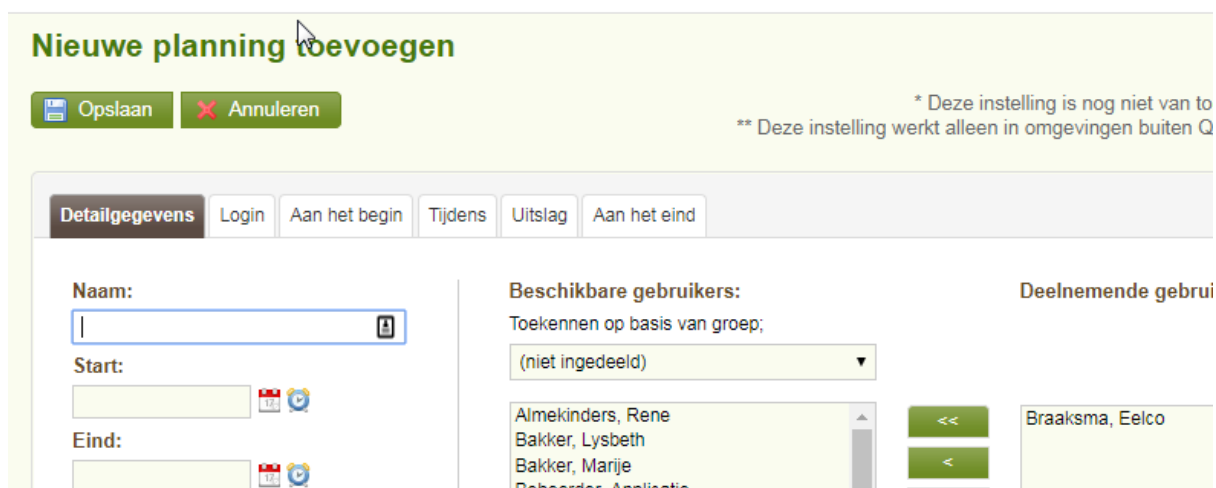 Nieuwe planning toevoegen
Opslaan
Annuleren
* Deze instelling is nog niet van to
** Deze instelling werkt alleen in omgevingen buiten Q
Detailgegevens
Login
Aan het begin
Tijdens
Uitslag
Aan het eind
Naam:
Start:
Eind:
Beschikbare gebruikers:
Toekennen op basis van groep;
(niet ingedeeld)
Almekinders, Rene
Bakker, Lysbeth
Bakker, Marije
Beheerder, Applicatie
<<
<
Deelnemende gebrui
Braaksma, Eelco